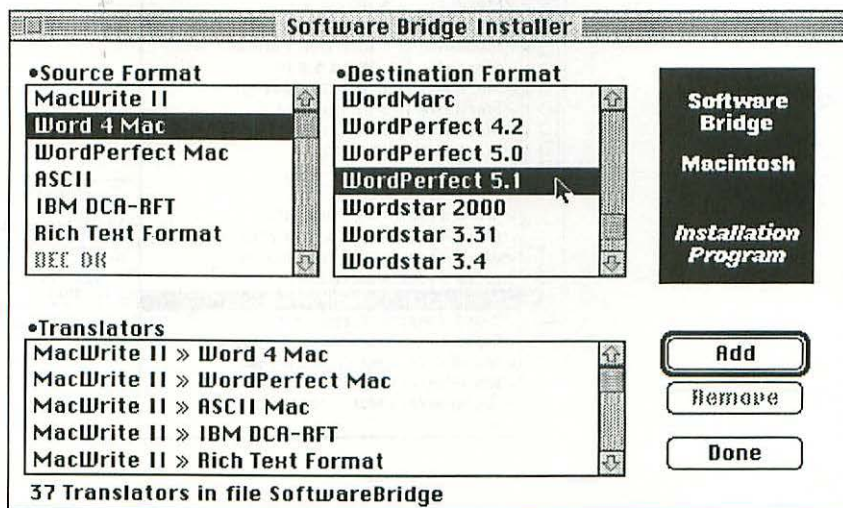 Software Bridge Installer
•Source Format
MacWrite II
Word 4 Mac
WordPerfect Mac
ASCII
IBM DCA-RFT
Rich Text Format
DEC DX
•Destination Format
WordMarc
WordPerfect 4.2
WordPerfect 5.0
WordPerfect 5.1
Wordstar 2000
Wordstar 3.31
Wordstar 3.4
Software
Bridge
Macintosh
Installation
Program
•Translators
MacWrite II » Word 4 Mac
MacWrite II » WordPerfect Mac
MacWrite II » ASCII Mac
MacWrite II » IBM DCA-RFT
MacWrite II » Rich Text Format
37 Translators in file SoftwareBridge
Add
Remove
Done